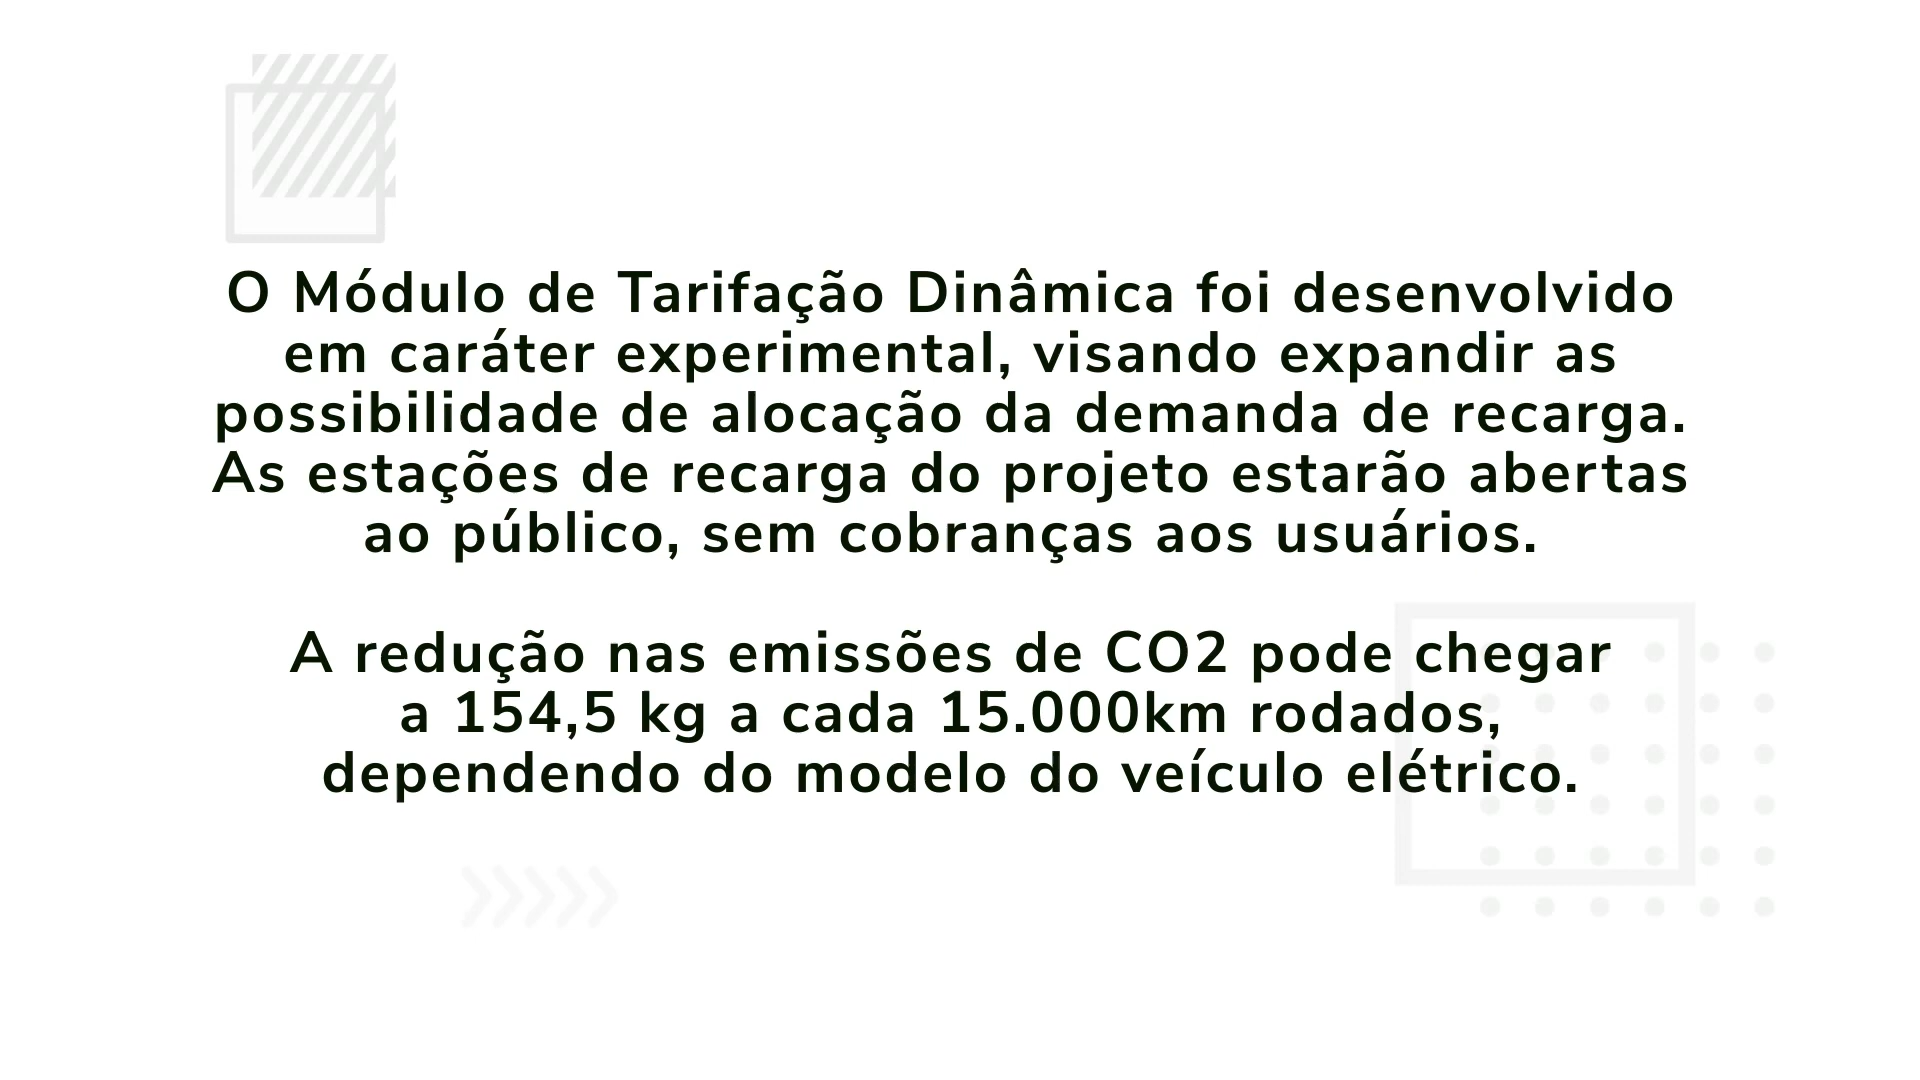 O Módulo de Tarifação Dinâmica foi desenvolvido
em caráter experimental, visando expandir as
possibilidade de alocação da demanda de recarga.
As estações de recarga do projeto estarão abertas
ao público, sem cobranças aos usuários.
A redução nas emissões de CO2 pode chegar
a 154,5 kg a cada 15.000km rodados,
dependendo do modelo do veículo elétrico.